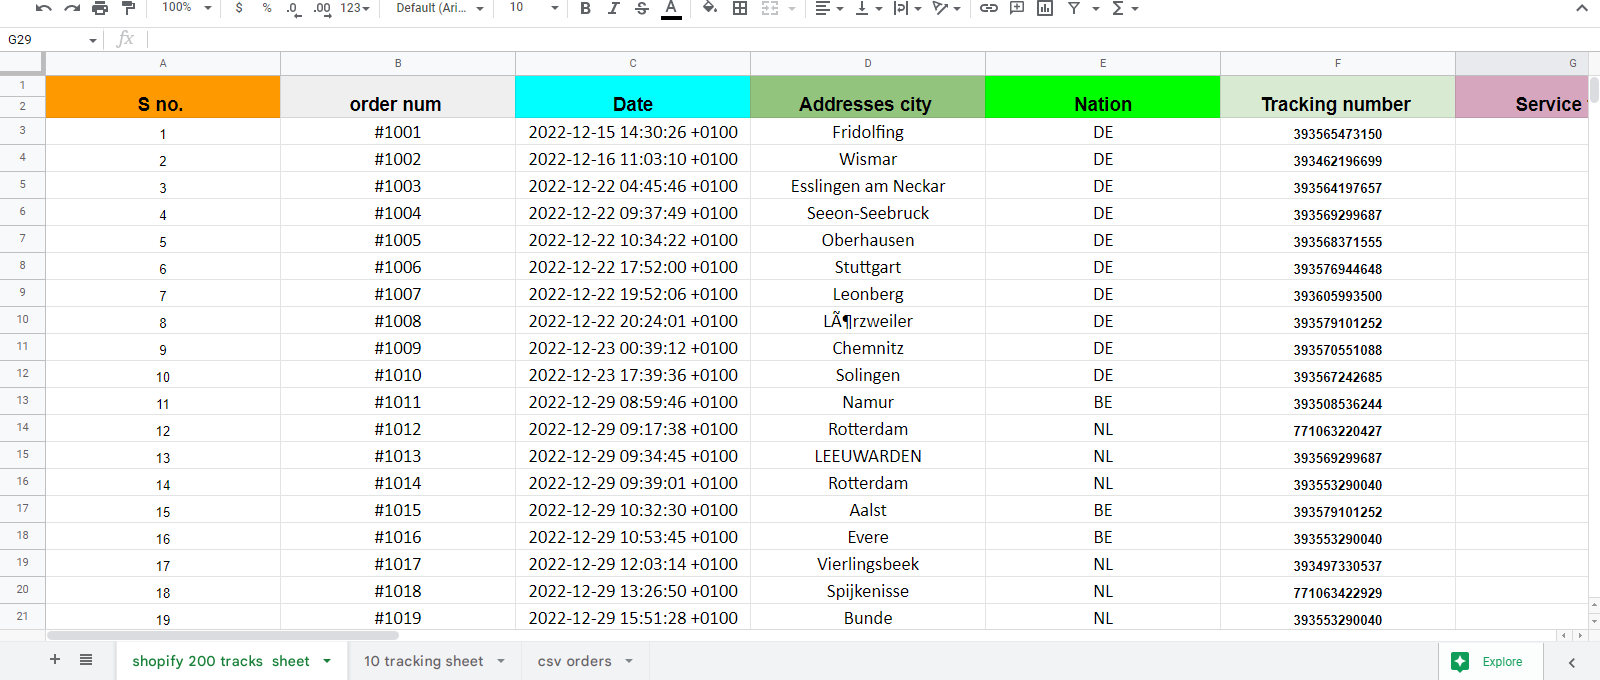 100% $ % .0 .00 123 Default (Ari... 10 B I S A
G29 fx
A B C D E F G
1
2 S no. order num Date Addresses city Nation Tracking number Service
3 1 #1001 2022-12-15 14:30:26 +0100 Fridolfing DE 393565473150
4 2 #1002 2022-12-16 11:03:10 +0100 Wismar DE 393462196699
5 3 #1003 2022-12-22 04:45:46 +0100 Esslingen am Neckar DE 393564197657
6 4 #1004 2022-12-22 09:37:49 +0100 Seeon-Seebruck DE 393569299687
7 5 #1005 2022-12-22 10:34:22 +0100 Oberhausen DE 393568371555
8 6 #1006 2022-12-22 17:52:00 +0100 Stuttgart DE 393576944648
9 7 #1007 2022-12-22 19:52:06 +0100 Leonberg DE 393605993500
10 8 #1008 2022-12-22 20:24:01 +0100 LÃ¶rzweiler DE 393579101252
11 9 #1009 2022-12-23 00:39:12 +0100 Chemnitz DE 393570551088
12 10 #1010 2022-12-23 17:39:36 +0100 Solingen DE 393567242685
13 11 #1011 2022-12-29 08:59:46 +0100 Namur BE 393508536244
14 12 #1012 2022-12-29 09:17:38 +0100 Rotterdam NL 771063220427
15 13 #1013 2022-12-29 09:34:45 +0100 LEEUWARDEN NL 393569299687
16 14 #1014 2022-12-29 09:39:01 +0100 Rotterdam NL 393553290040
17 15 #1015 2022-12-29 10:32:30 +0100 Aalst BE 393579101252
18 16 #1016 2022-12-29 10:53:45 +0100 Evere BE 393553290040
19 17 #1017 2022-12-29 12:03:14 +0100 Vierlingsbeek NL 393497330537
20 18 #1018 2022-12-29 13:26:50 +0100 Spijkenisse NL 771063422929
21 19 #1019 2022-12-29 15:51:28 +0100 Bunde NL 393553290040
shopify 200 tracks sheet 10 tracking sheet csv orders Explore